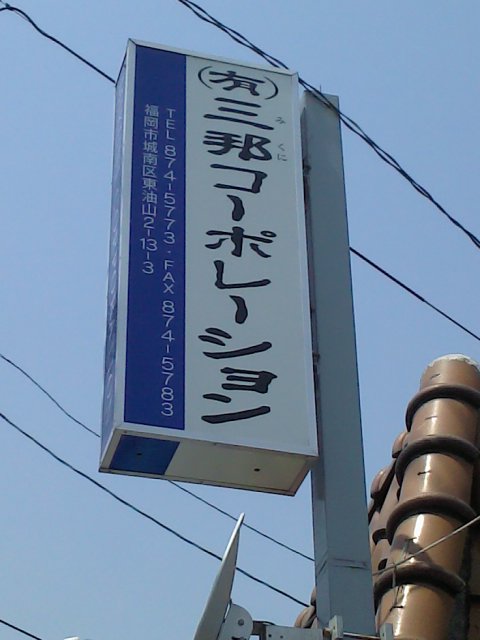 (有)三邦コーポレーション
みくに
TEL 874-5773・FAX 874-5783
福岡市城南区東油山2-13-3